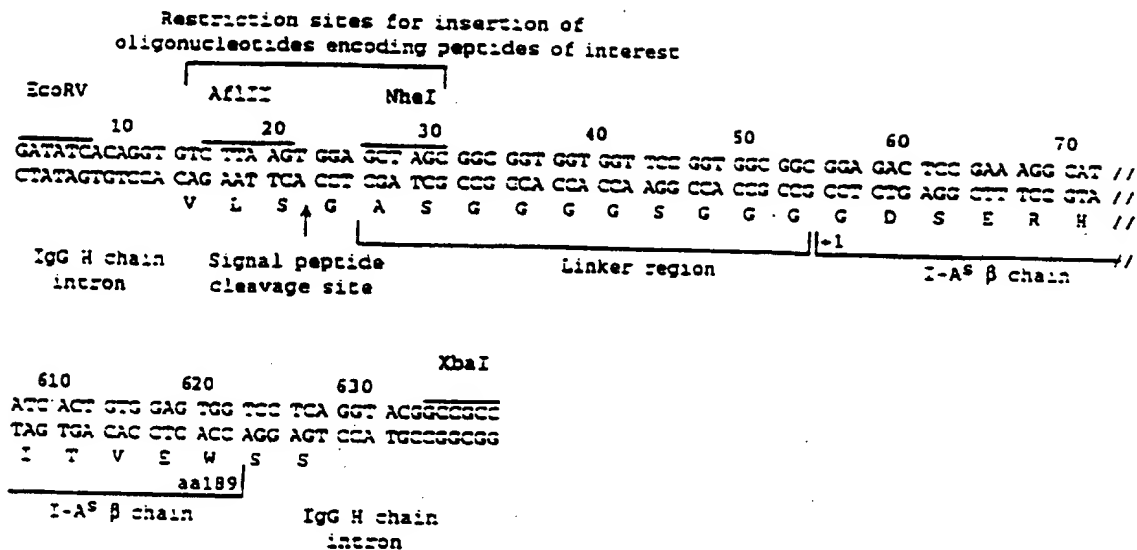 Restriction sites for insertion of
oligonucleotides encoding peptides of interest
EcoRV AflII NheI
10 20 30 40 50 60 70
GATATCACAGGT GTC TTA AGT GGA GCT AGC GGC GGT GGT GGT TCC GGT GGC GGC GGA GAC TCC GAA AGG CAT //
CTATAGTGTCCA CAG AAT TCA CCT CGA TCG CCG CCA CCA CCA AGG CCA CCG CCG CCT CTG AGG CTT TCC GTA //
V L S G A S G G G G S G G G G D S E R H //
+1
IgG H chain Signal peptide Linker region I-Aˢ β chain //
intron cleavage site
XbaI
610 620 630
ATC ACT GTG GAG TGG TCC TCA GGT ACGGCCGCC
TAG TGA CAC CTC ACC AGG AGT CCA TGCCGGCGG
I T V E W S S
aa189
I-Aˢ β chain IgG H chain
intron